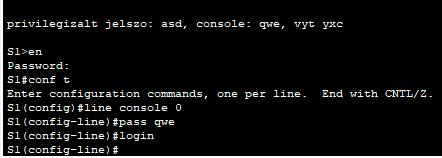 privilegizalt jelszo: asd, console: qwe, vyt yxc
S1>en
Password:
S1#conf t
Enter configuration commands, one per line.  End with CNTL/Z.
S1(config)#line console 0
S1(config-line)#pass qwe
S1(config-line)#login
S1(config-line)#